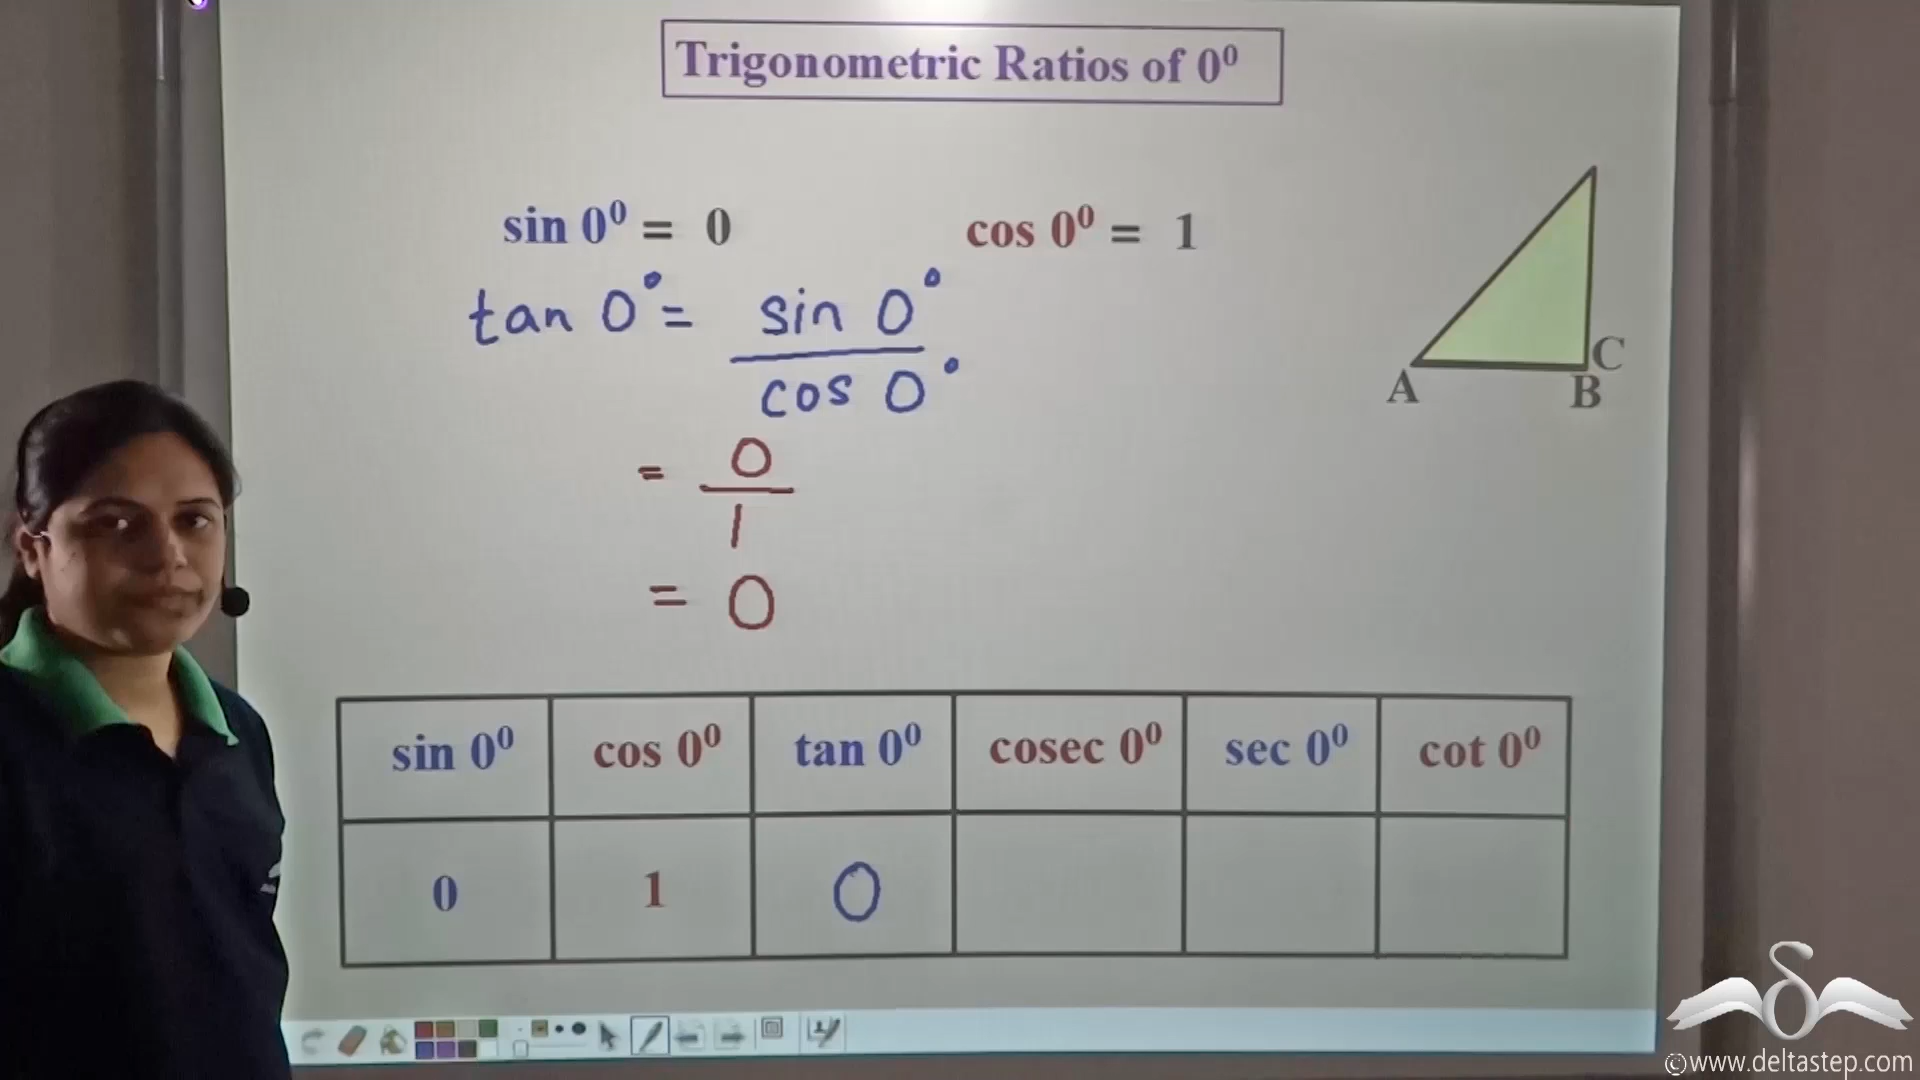 Trigonometric Ratios of 0⁰
sin 0⁰ = 0 cos 0⁰ = 1
tan 0° = sin 0° / cos 0°
= 0 / 1
= 0
A B C
sin 0⁰ cos 0⁰ tan 0⁰ cosec 0⁰ sec 0⁰ cot 0⁰
0 1 0
©www.deltastep.com